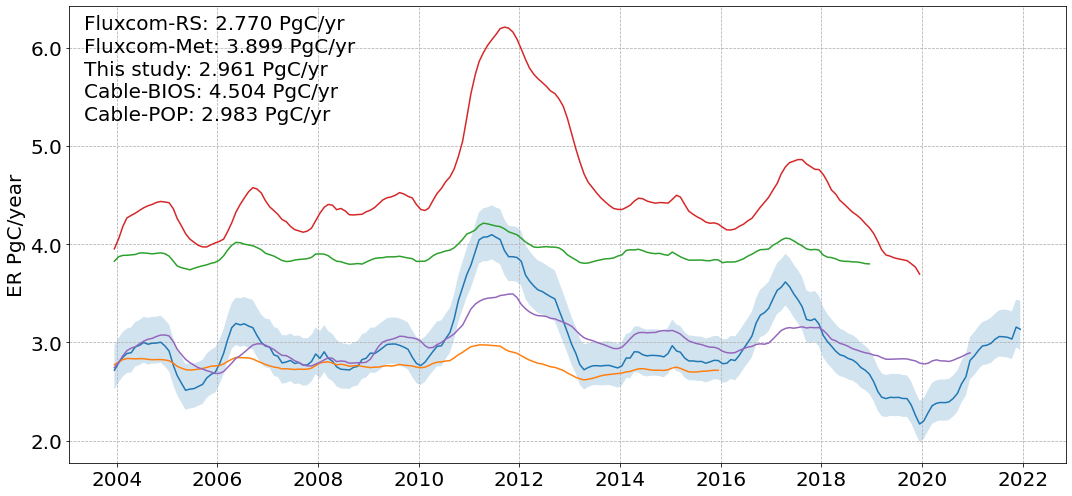 Fluxcom-RS: 2.770 PgC/yr
Fluxcom-Met: 3.899 PgC/yr
This study: 2.961 PgC/yr
Cable-BIOS: 4.504 PgC/yr
Cable-POP: 2.983 PgC/yr
ER PgC/year
6.0
5.0
4.0
3.0
2.0
2004 2006 2008 2010 2012 2014 2016 2018 2020 2022